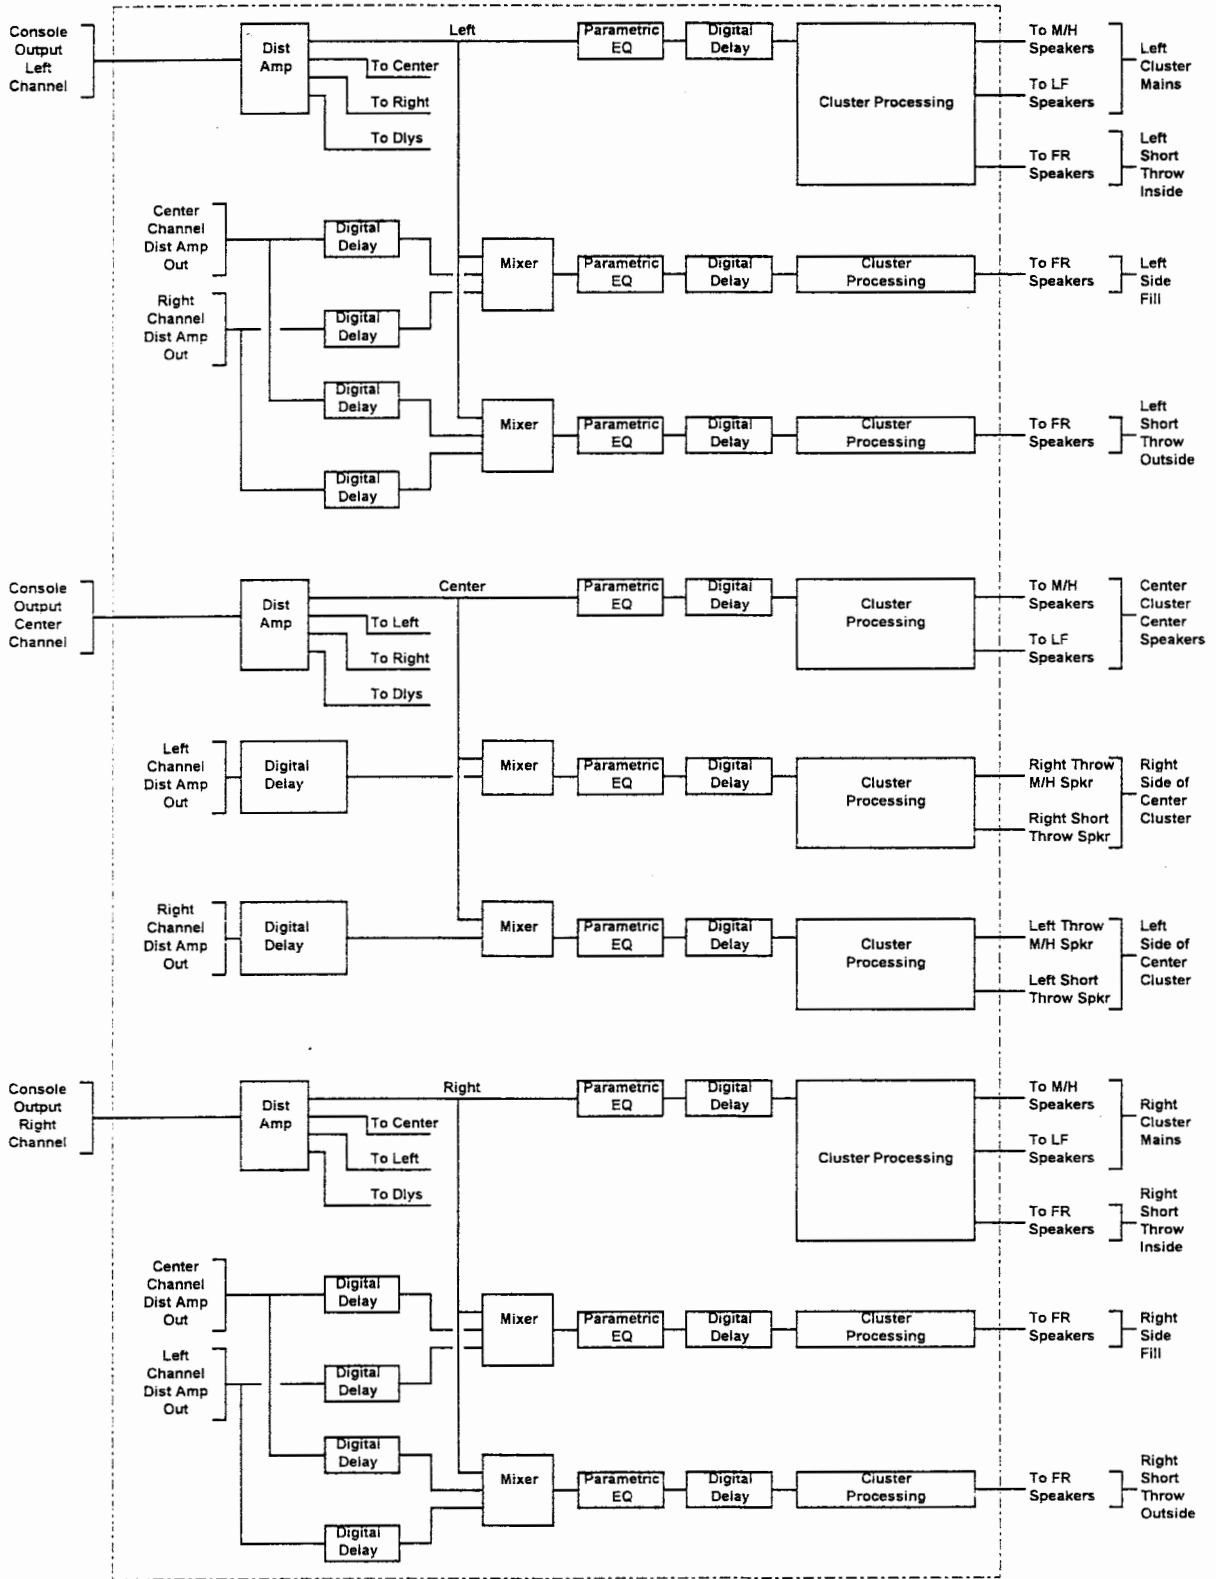 Console
Output
Left
Channel
Dist
Amp
Left
To Center
To Right
To Dlys
Parametric
EQ
Digital
Delay
Cluster Processing
To M/H
Speakers
To LF
Speakers
Left
Cluster
Mains
To FR
Speakers
Left
Short
Throw
Inside
Center
Channel
Dist Amp
Out
Right
Channel
Dist Amp
Out
Digital
Delay
Digital
Delay
Mixer
Parametric
EQ
Digital
Delay
Cluster
Processing
To FR
Speakers
Left
Side
Fill
Digital
Delay
Digital
Delay
Mixer
Parametric
EQ
Digital
Delay
Cluster
Processing
To FR
Speakers
Left
Short
Throw
Outside
Console
Output
Center
Channel
Dist
Amp
Center
To Left
To Right
To Dlys
Parametric
EQ
Digital
Delay
Cluster
Processing
To M/H
Speakers
To LF
Speakers
Center
Cluster
Center
Speakers
Left
Channel
Dist Amp
Out
Digital
Delay
Mixer
Parametric
EQ
Digital
Delay
Cluster
Processing
Right Throw
M/H Spkr
Right Short
Throw Spkr
Right
Side of
Center
Cluster
Right
Channel
Dist Amp
Out
Digital
Delay
Mixer
Parametric
EQ
Digital
Delay
Cluster
Processing
Left Throw
M/H Spkr
Left Short
Throw Spkr
Left
Side of
Center
Cluster
Console
Output
Right
Channel
Dist
Amp
Right
To Center
To Left
To Dlys
Parametric
EQ
Digital
Delay
Cluster Processing
To M/H
Speakers
To LF
Speakers
Right
Cluster
Mains
To FR
Speakers
Right
Short
Throw
Inside
Center
Channel
Dist Amp
Out
Left
Channel
Dist Amp
Out
Digital
Delay
Digital
Delay
Mixer
Parametric
EQ
Digital
Delay
Cluster
Processing
To FR
Speakers
Right
Side
Fill
Digital
Delay
Digital
Delay
Mixer
Parametric
EQ
Digital
Delay
Cluster
Processing
To FR
Speakers
Right
Short
Throw
Outside